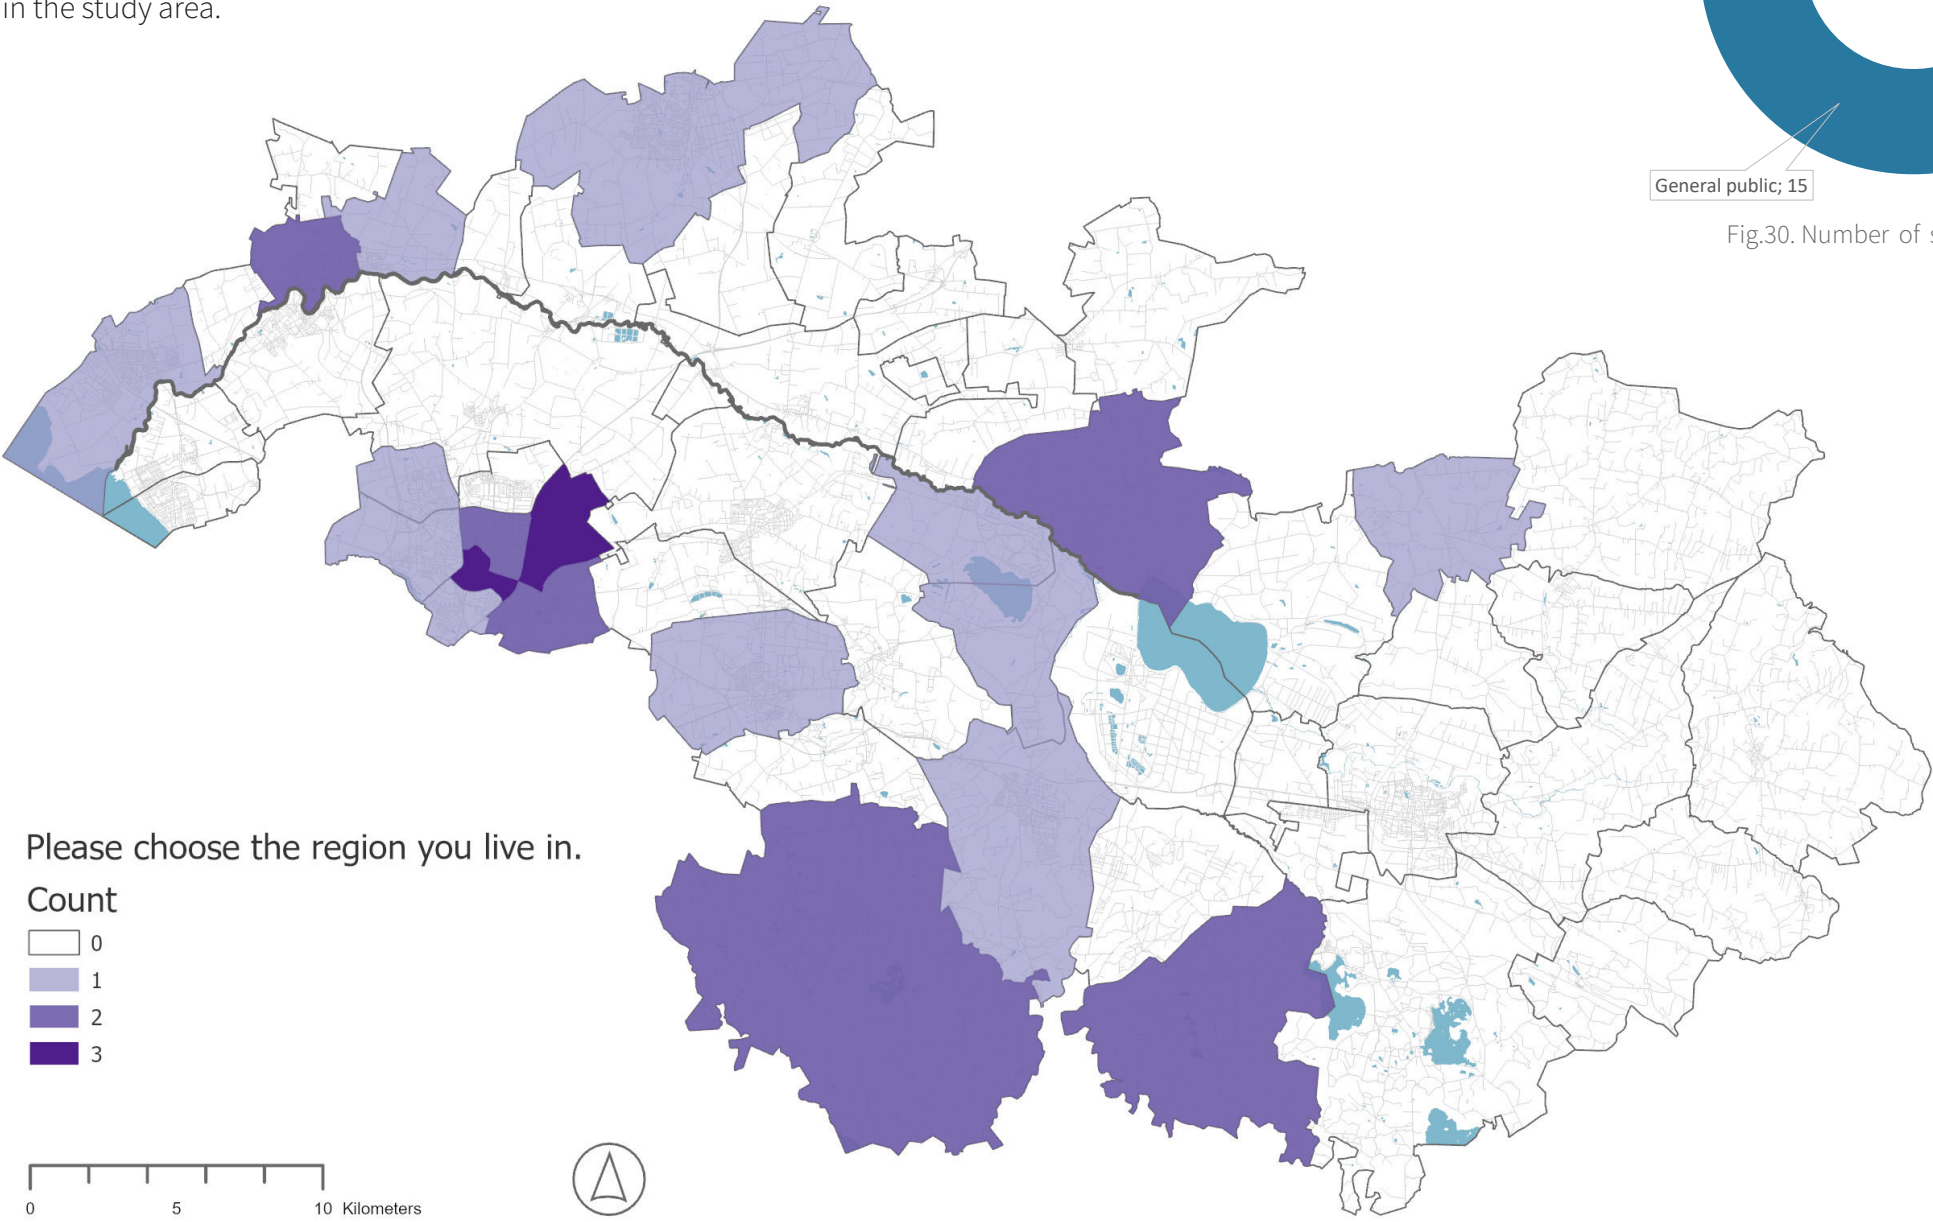 in the study area.
General public; 15
Fig.30. Number of s
Please choose the region you live in.
Count
0
1
2
3
0 5 10 Kilometers